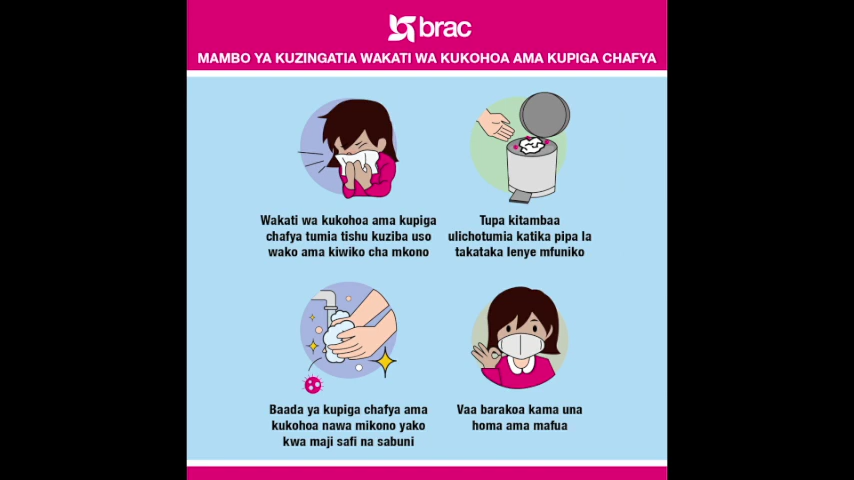 brac
MAMBO YA KUZINGATIA WAKATI WA KUKOHOA AMA KUPIGA CHAFYA
Wakati wa kukohoa ama kupiga
chafya tumia tishu kuziba uso
wako ama kiwiko cha mkono
Tupa kitambaa
ulichotumia katika pipa la
takataka lenye mfuniko
Baada ya kupiga chafya ama
kukohoa nawa mikono yako
kwa maji safi na sabuni
Vaa barakoa kama una
homa ama mafua